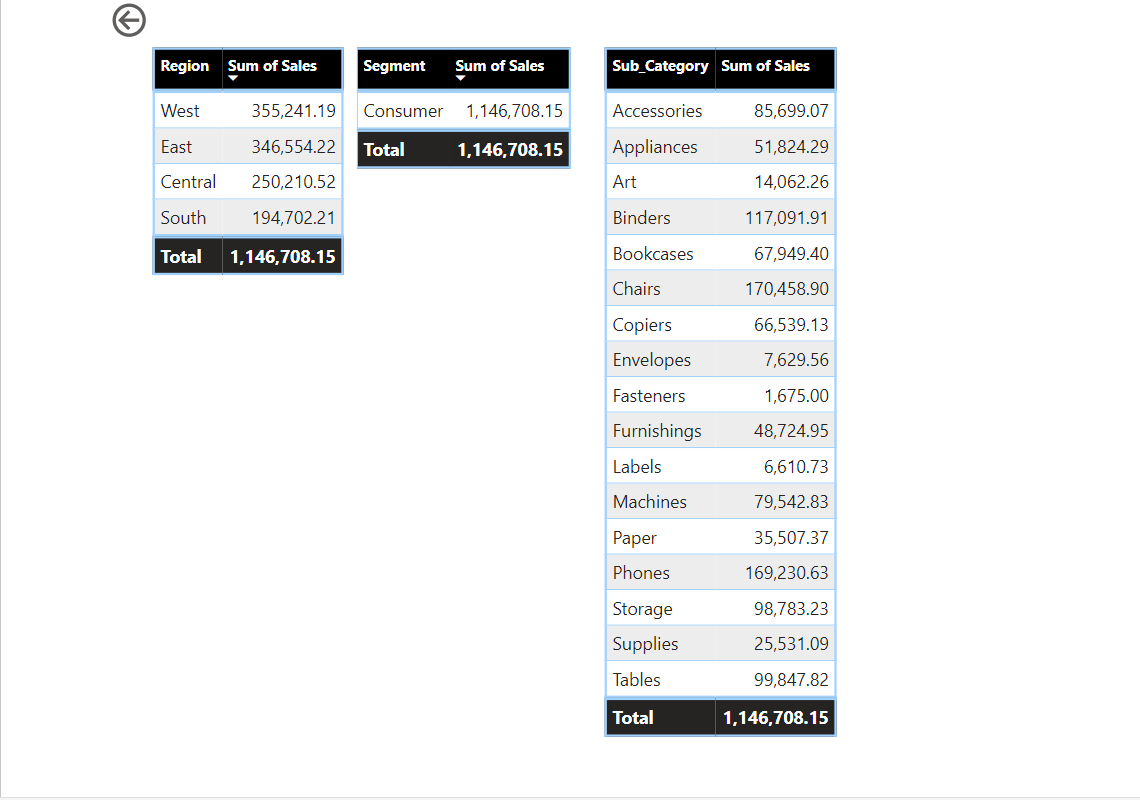 Region Sum of Sales
West 355,241.19
East 346,554.22
Central 250,210.52
South 194,702.21
Total 1,146,708.15
Segment Sum of Sales
Consumer 1,146,708.15
Total 1,146,708.15
Sub_Category Sum of Sales
Accessories 85,699.07
Appliances 51,824.29
Art 14,062.26
Binders 117,091.91
Bookcases 67,949.40
Chairs 170,458.90
Copiers 66,539.13
Envelopes 7,629.56
Fasteners 1,675.00
Furnishings 48,724.95
Labels 6,610.73
Machines 79,542.83
Paper 35,507.37
Phones 169,230.63
Storage 98,783.23
Supplies 25,531.09
Tables 99,847.82
Total 1,146,708.15